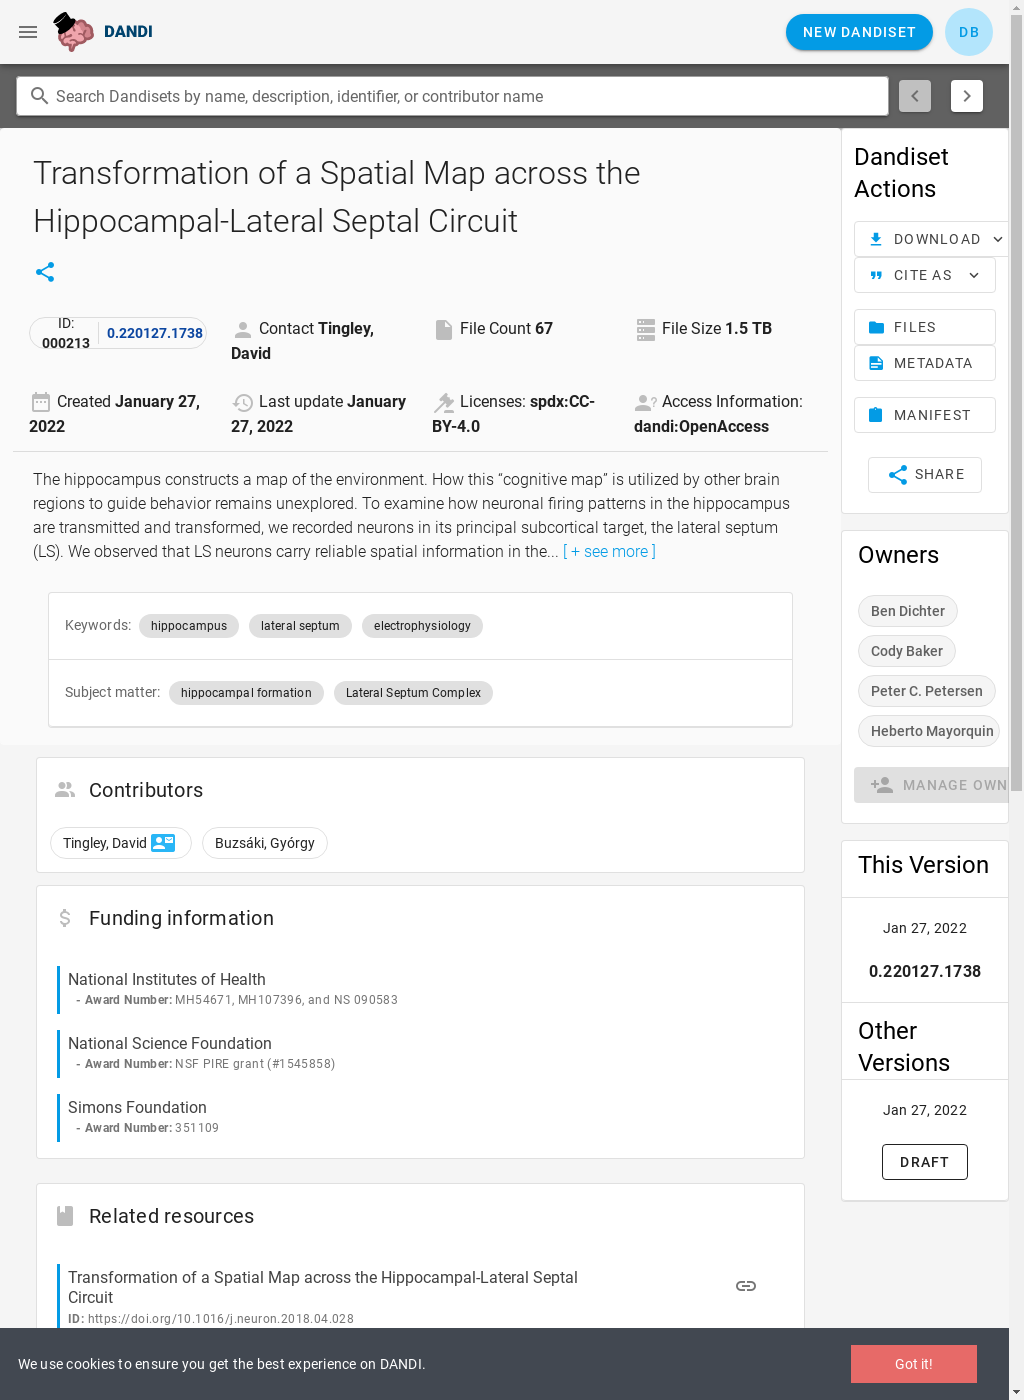 DANDI
NEW DANDISET
DB
Search Dandisets by name, description, identifier, or contributor name
Transformation of a Spatial Map across the
Hippocampal-Lateral Septal Circuit
ID:
000213
0.220127.1738
Contact Tingley,
David
File Count 67
File Size 1.5 TB
Created January 27,
2022
Last update January
27, 2022
Licenses: spdx:CC-
BY-4.0
Access Information:
dandi:OpenAccess
The hippocampus constructs a map of the environment. How this “cognitive map” is utilized by other brain
regions to guide behavior remains unexplored. To examine how neuronal firing patterns in the hippocampus
are transmitted and transformed, we recorded neurons in its principal subcortical target, the lateral septum
(LS). We observed that LS neurons carry reliable spatial information in the... [ + see more ]
Keywords: hippocampus lateral septum electrophysiology
Subject matter: hippocampal formation Lateral Septum Complex
Contributors
Tingley, David
Buzsáki, Gyórgy
Funding information
National Institutes of Health
- Award Number: MH54671, MH107396, and NS 090583
National Science Foundation
- Award Number: NSF PIRE grant (#1545858)
Simons Foundation
- Award Number: 351109
Related resources
Transformation of a Spatial Map across the Hippocampal-Lateral Septal
Circuit
ID: https://doi.org/10.1016/j.neuron.2018.04.028
Dandiset
Actions
DOWNLOAD
CITE AS
FILES
METADATA
MANIFEST
SHARE
Owners
Ben Dichter
Cody Baker
Peter C. Petersen
Heberto Mayorquin
MANAGE OWN
This Version
Jan 27, 2022
0.220127.1738
Other
Versions
Jan 27, 2022
DRAFT
We use cookies to ensure you get the best experience on DANDI.
Got it!